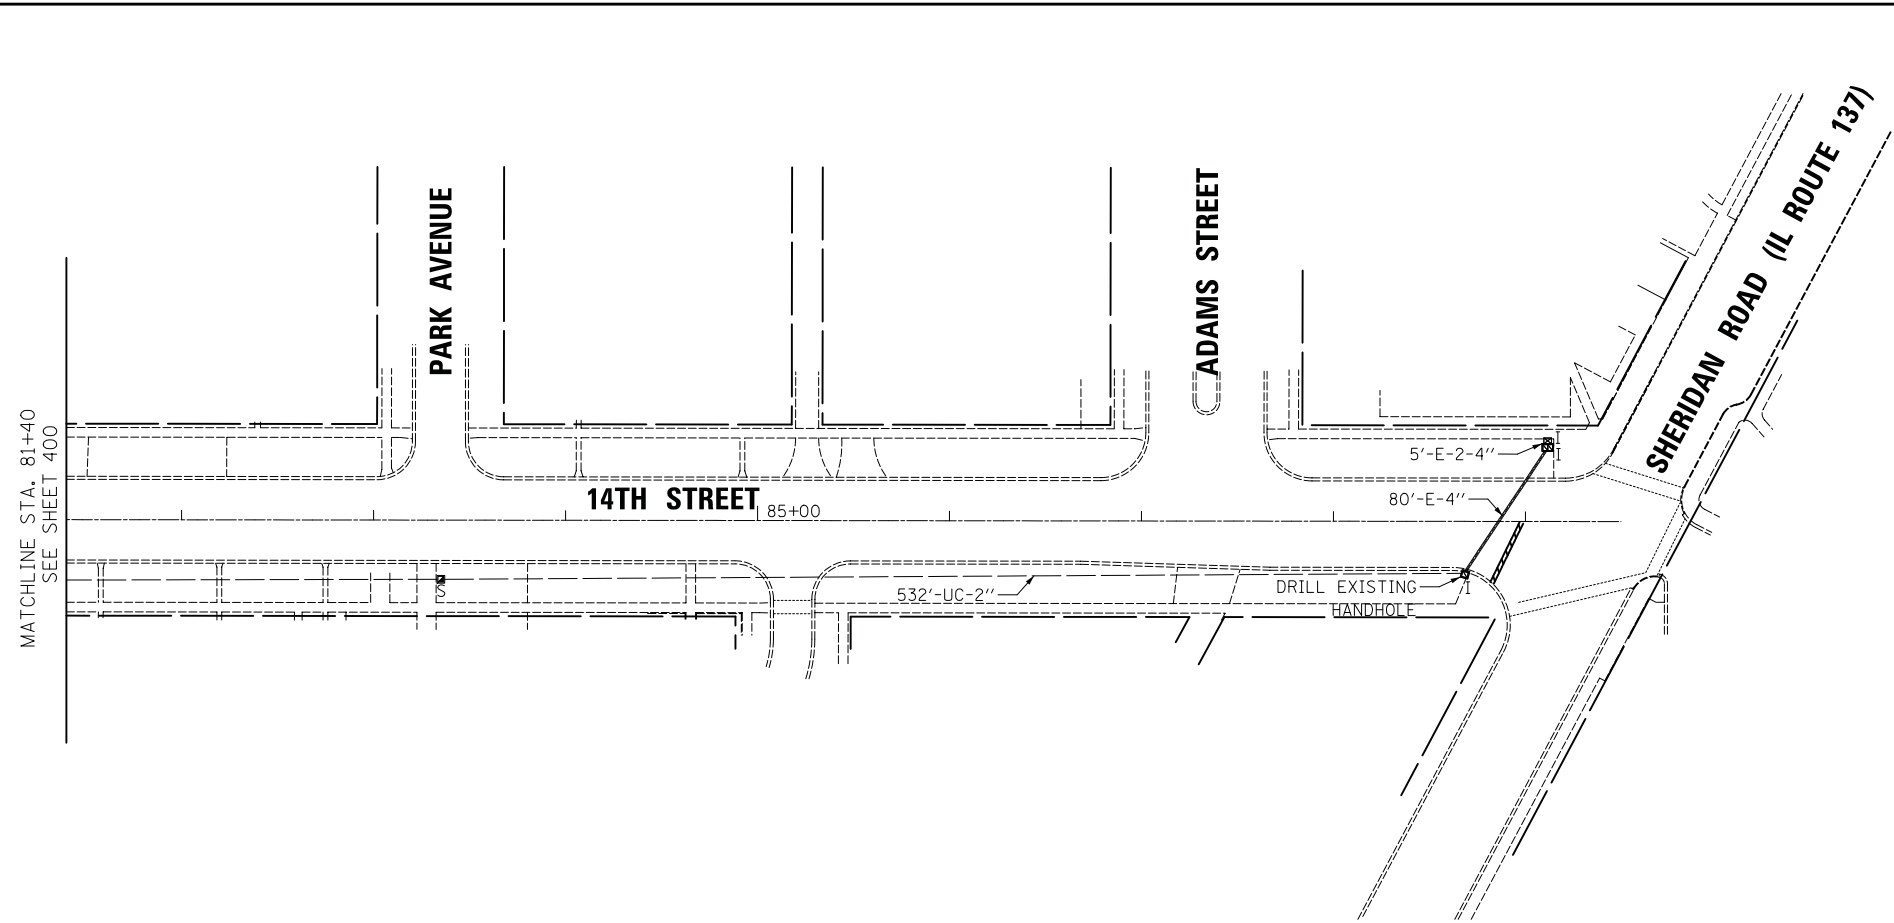 PARK AVENUE
ADAMS STREET
SHERIDAN ROAD (IL ROUTE 137)
MATCHLINE STA. 81+40
SEE SHEET 400
I
5'-E-2-4"
I
80'-E-4"
14TH STREET
85+00
S
532'-UC-2"
DRILL EXISTING
HANDHOLE
I